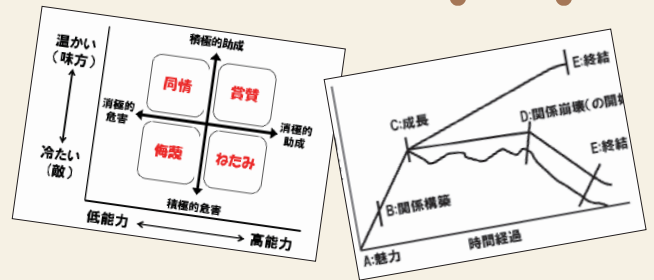 温かい
(味方)
冷たい
(敵)
積極的助成
同情
賞賛
消極的
危害
消極的
助成
侮蔑
ねたみ
積極的危害
低能力
高能力
E:終結
C:成長
D:関係崩壊(の開始
E:終結
B:関係構築
A:魅力
時間経過